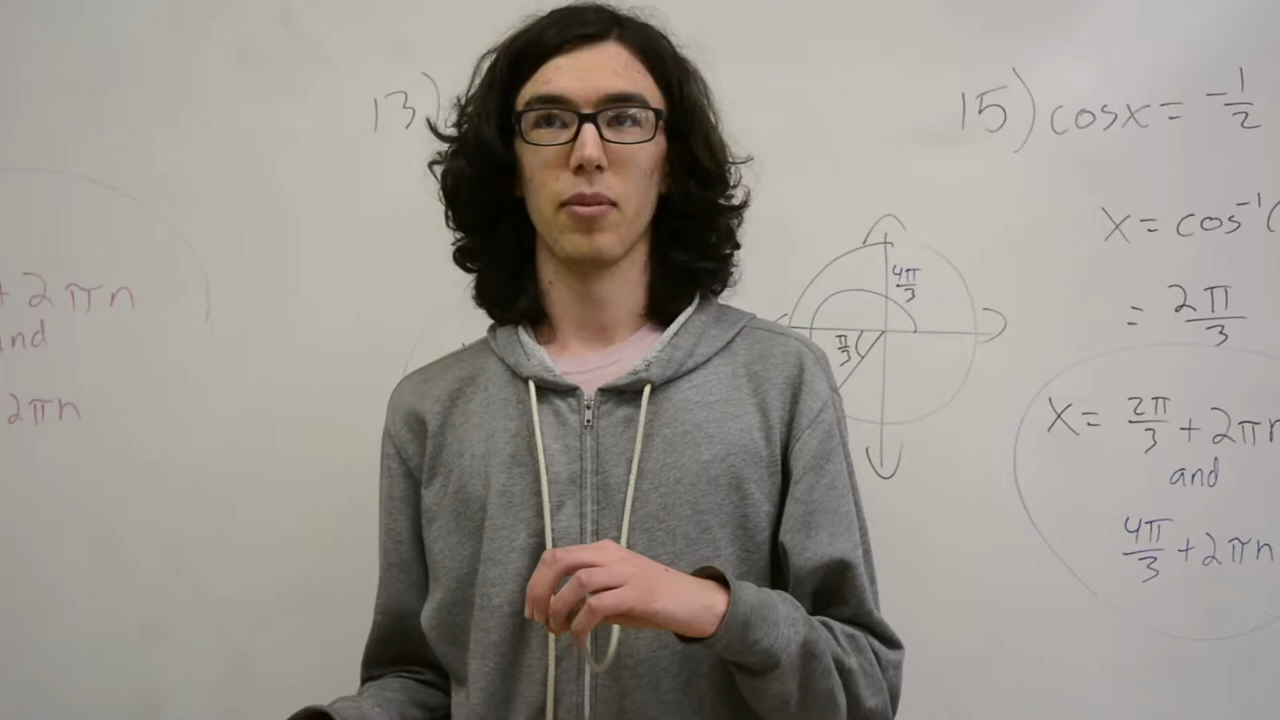 + 2πn
and
2πn
13)
4π/3
π/3
15) cosx = -1/2
x = cos⁻¹(
= 2π/3
x = 2π/3 + 2πn
and
4π/3 + 2πn